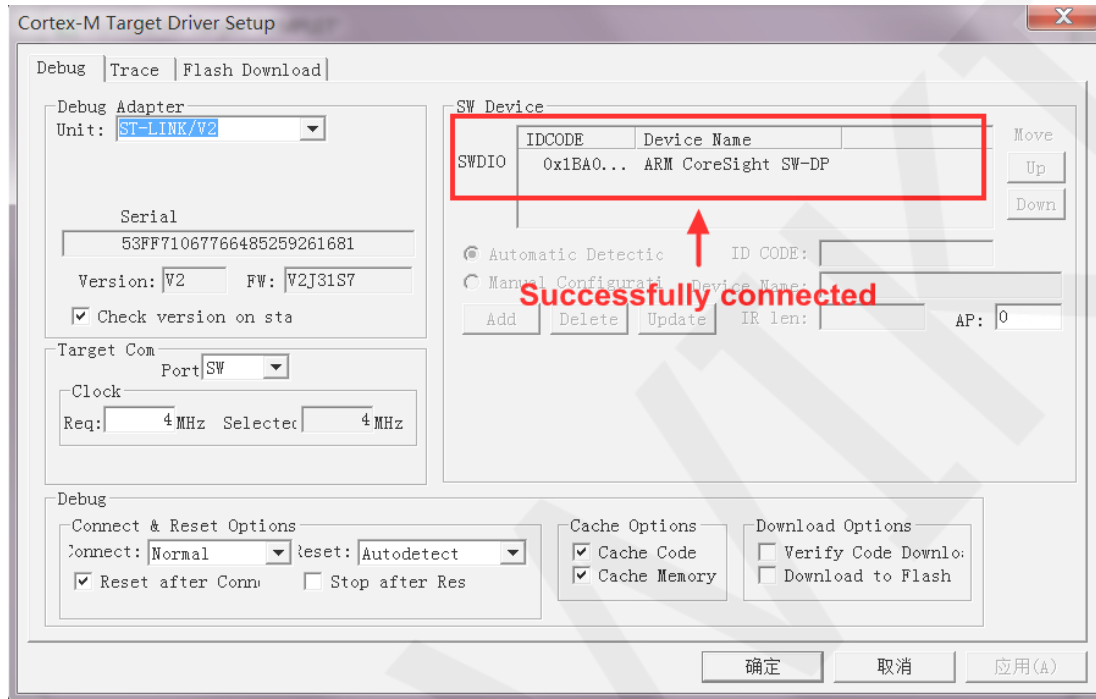 Cortex-M Target Driver Setup
Debug Trace Flash Download
Debug Adapter
Unit: ST-LINK/V2
Serial
53FF71067766485259261681
Version: V2 FW: V2J31S7
Check version on sta
Target Com
Port SW
Clock
Req: 4 MHz Selected 4 MHz
SW Device
IDCODE Device Name
SWDIO 0x1BA0... ARM CoreSight SW-DP
Move
Up
Down
Automatic Detectic ID CODE:
Manual Configurati Device Name:
Successfully connected
Add Delete Update IR len: AP: 0
Debug
Connect & Reset Options
Connect: Normal Reset: Autodetect
Reset after Conn Stop after Res
Cache Options
Cache Code
Cache Memory
Download Options
Verify Code Downlo
Download to Flash
确定 取消 应用(A)